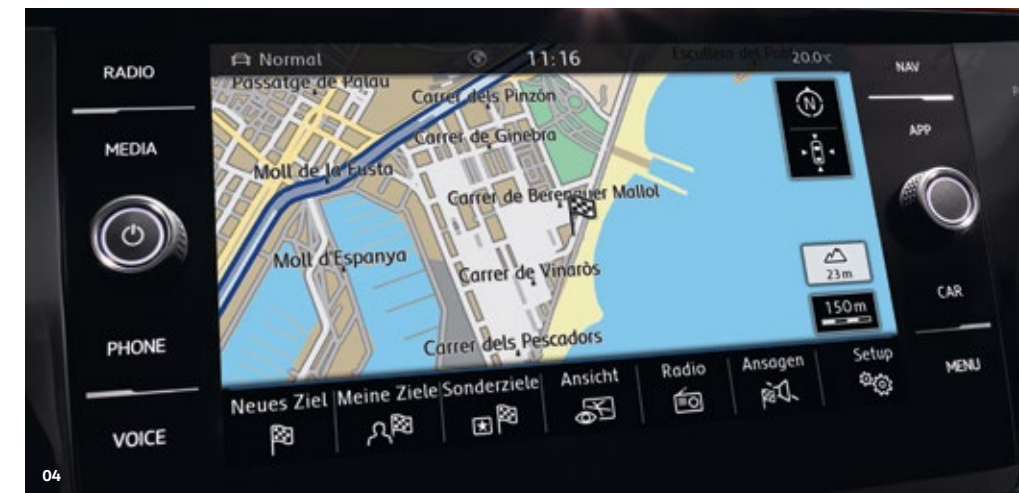 RADIO
MEDIA
PHONE
VOICE
Normal
11:16
20.0°C
Passatge de Palau
Carrer dels Pinzón
Carrer de Ginebra
Moll de la Fusta
Carrer de Berenguer Mallol
Moll d'Espanya
Carrer de Vinaròs
Carrer dels Pescadors
N
23m
150m
Neues Ziel
Meine Ziele
Sonderziele
Ansicht
Radio
Ansagen
Setup
NAV
APP
CAR
MENU
04